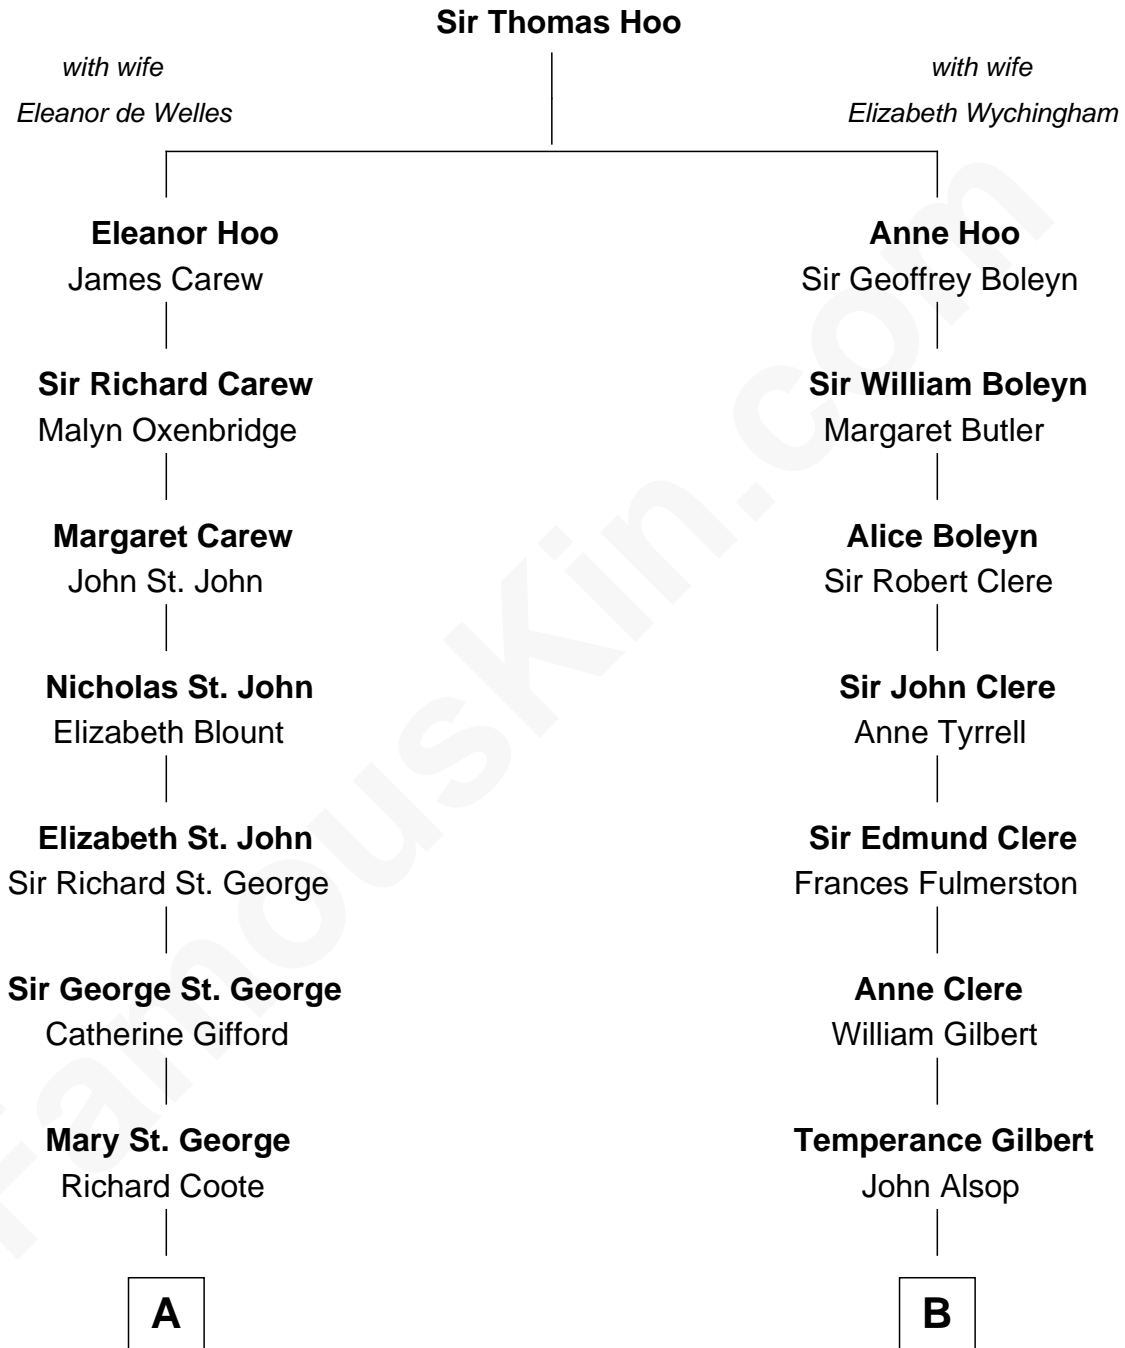 Sir Thomas Hoo
with wife
Eleanor de Welles
with wife
Elizabeth Wychingham
Eleanor Hoo
James Carew
Anne Hoo
Sir Geoffrey Boleyn
Sir Richard Carew
Malyn Oxenbridge
Sir William Boleyn
Margaret Butler
Margaret Carew
John St. John
Alice Boleyn
Sir Robert Clere
Nicholas St. John
Elizabeth Blount
Sir John Clere
Anne Tyrrell
Elizabeth St. John
Sir Richard St. George
Sir Edmund Clere
Frances Fulmerston
Sir George St. George
Catherine Gifford
Anne Clere
William Gilbert
Mary St. George
Richard Coote
Temperance Gilbert
John Alsop
A
B
FamousKin.com